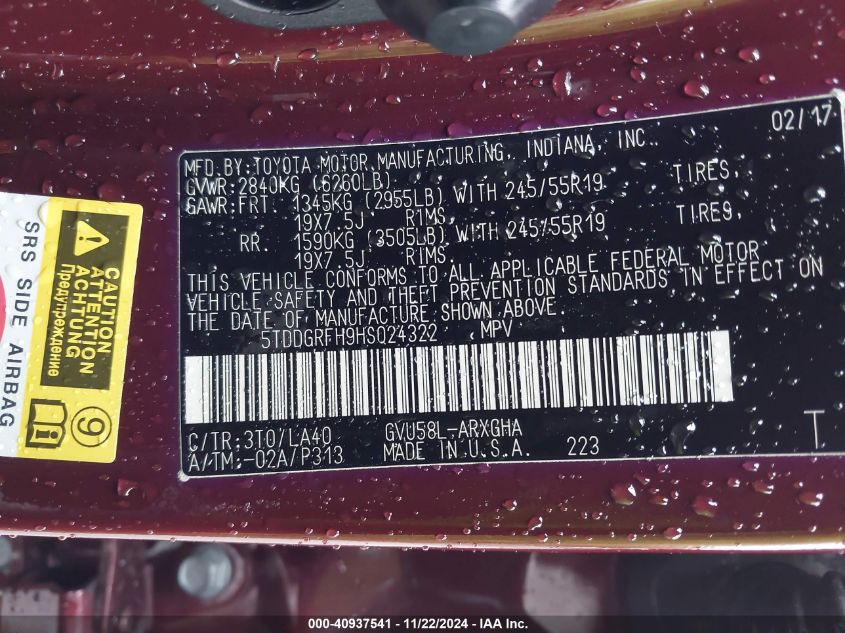 02/17
MFD.BY:TOYOTA MOTOR MANUFACTURING, INDIANA, INC.
GVWR:2840KG (6260LB)
GAWR:FRT. 1345KG (2955LB) WITH 245/55R19 TIRES,
19X7.5J RIMS,
RR. 1590KG (3505LB) WITH 245/55R19 TIRES,
19X7.5J RIMS,
THIS VEHICLE CONFORMS TO ALL APPLICABLE FEDERAL MOTOR
VEHICLE SAFETY AND THEFT PREVENTION STANDARDS IN EFFECT ON
THE DATE OF MANUFACTURE SHOWN ABOVE.
5TDDGRFH9HS024322 MPV
C/TR:3T0/LA40 GVU58L-ARXGHA
A/TM:-02A/P313 MADE IN U.S.A. 223
T
SRS SIDE AIRBAG
CAUTION
ATTENTION
ACHTUNG
Предупреждение
9
000-40937541 - 11/22/2024 - IAA Inc.